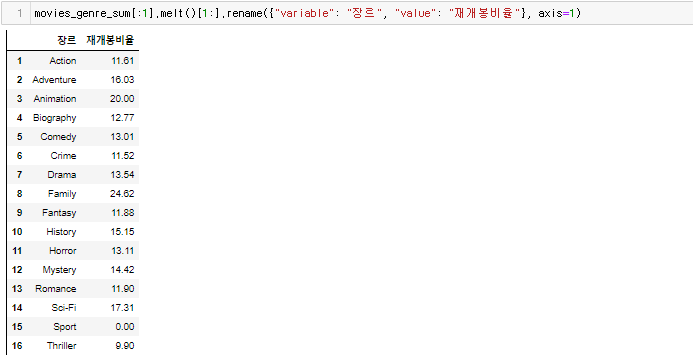 1 movies_genre_sum[:1].melt()[1:].rename({"variable": "장르", "value": "재개봉비율"}, axis=1)
장르 재개봉비율
1 Action 11.61
2 Adventure 16.03
3 Animation 20.00
4 Biography 12.77
5 Comedy 13.01
6 Crime 11.52
7 Drama 13.54
8 Family 24.62
9 Fantasy 11.88
10 History 15.15
11 Horror 13.11
12 Mystery 14.42
13 Romance 11.90
14 Sci-Fi 17.31
15 Sport 0.00
16 Thriller 9.90